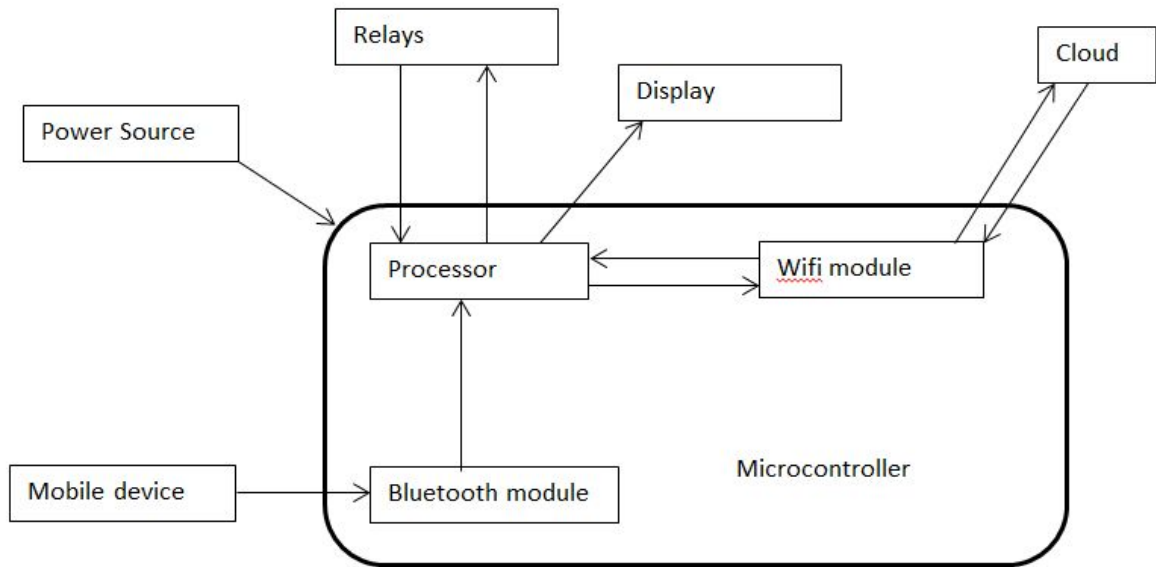 Relays
Cloud
Display
Power Source
Processor
Wifi module
Microcontroller
Mobile device
Bluetooth module